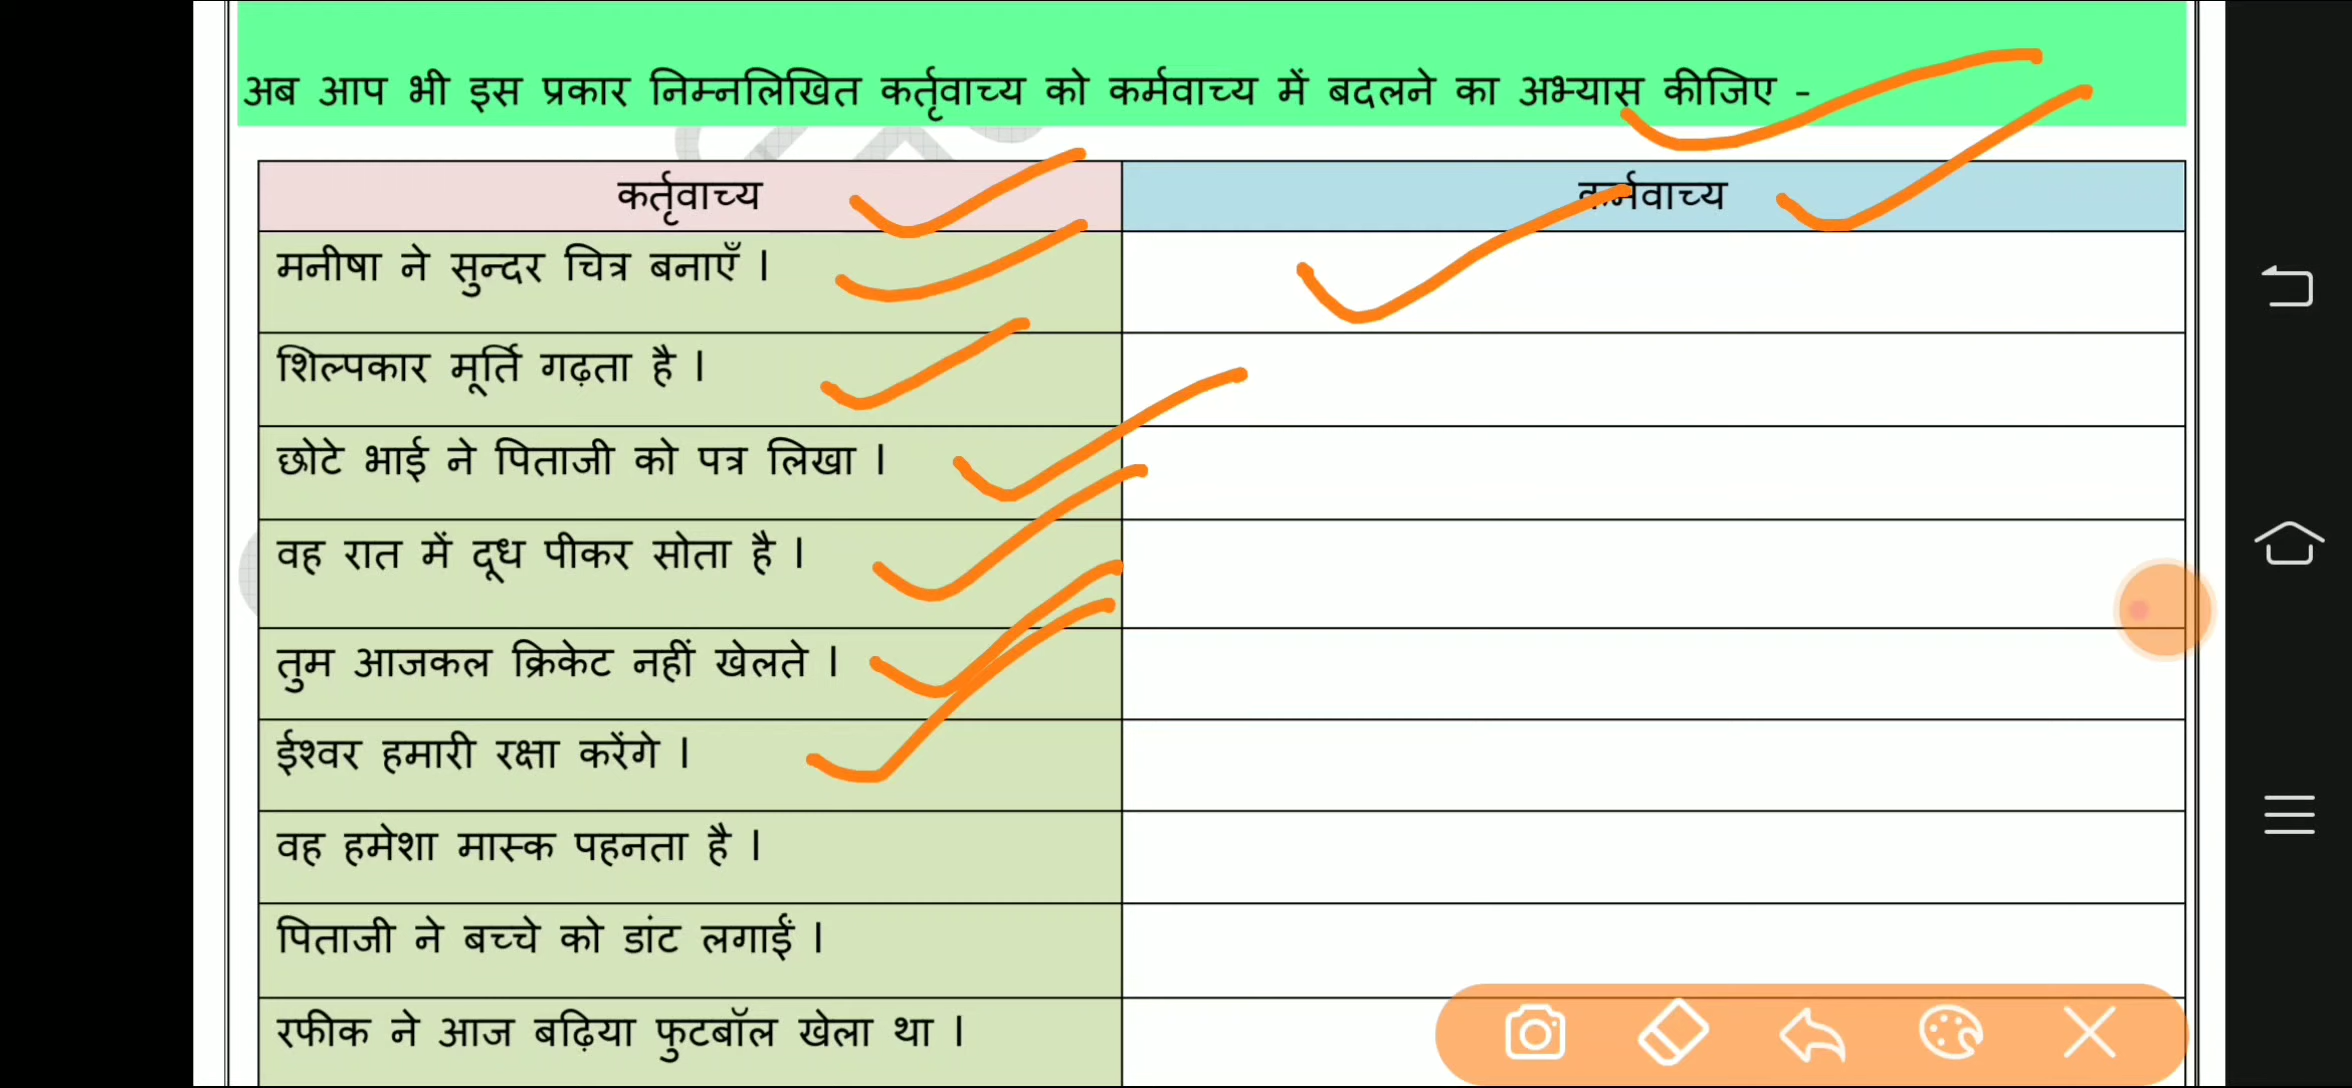 अब आप भी इस प्रकार निम्नलिखित कर्तृवाच्य को कर्मवाच्य में बदलने का अभ्यास कीजिए -
कर्तृवाच्य कर्मवाच्य
मनीषा ने सुन्दर चित्र बनाएँ ।
शिल्पकार मूर्ति गढ़ता है ।
छोटे भाई ने पिताजी को पत्र लिखा ।
वह रात में दूध पीकर सोता है ।
तुम आजकल क्रिकेट नहीं खेलते ।
ईश्वर हमारी रक्षा करेंगे ।
वह हमेशा मास्क पहनता है ।
पिताजी ने बच्चे को डांट लगाईं ।
रफीक ने आज बढ़िया फुटबॉल खेला था ।